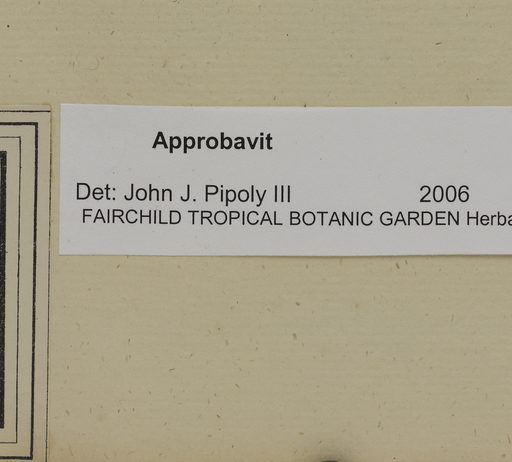 Approbavit
Det: John J. Pipoly III 2006
FAIRCHILD TROPICAL BOTANIC GARDEN